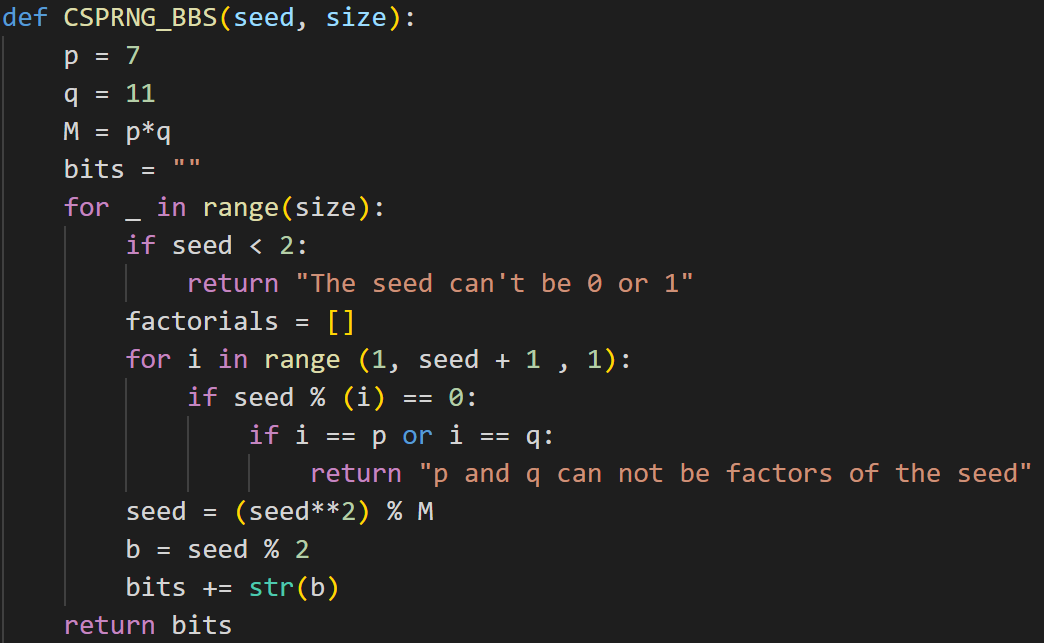 def CSPRNG_BBS(seed, size):
    p = 7
    q = 11
    M = p*q
    bits = ""
    for _ in range(size):
        if seed < 2:
            return "The seed can't be 0 or 1"
        factorials = []
        for i in range (1, seed + 1 , 1):
            if seed % (i) == 0:
                if i == p or i == q:
                    return "p and q can not be factors of the seed"
        seed = (seed**2) % M
        b = seed % 2
        bits += str(b)
    return bits